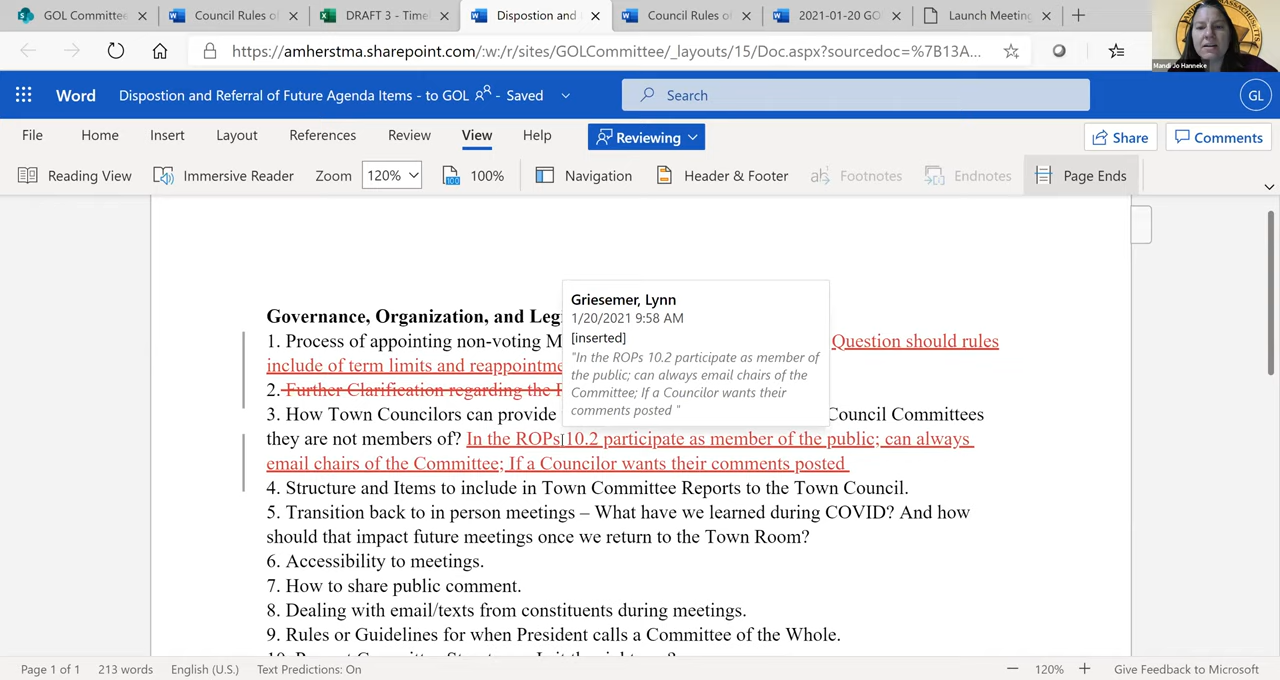 GOL Committee
Council Rules of
DRAFT 3 - Time
Dispostion and
Council Rules of
2021-01-20 GO
Launch Meeting
https://amherstma.sharepoint.com/:w:/r/sites/GOLCommittee/_layouts/15/Doc.aspx?sourcedoc=%7B13A...
Mandi Jo Hanneke
Word
Dispostion and Referral of Future Agenda Items - to GOL - Saved
Search
GL
File
Home
Insert
Layout
References
Review
View
Help
Reviewing
Share
Comments
Reading View
Immersive Reader
Zoom
120%
100%
Navigation
Header & Footer
Footnotes
Endnotes
Page Ends
Governance, Organization, and Leg
1. Process of appointing non-voting M
Question should rules
include of term limits and reappointme
2. Further Clarification regarding the
3. How Town Councilors can provide
Council Committees
they are not members of? In the ROPs 10.2 participate as member of the public; can always
email chairs of the Committee; If a Councilor wants their comments posted
4. Structure and Items to include in Town Committee Reports to the Town Council.
5. Transition back to in person meetings – What have we learned during COVID? And how
should that impact future meetings once we return to the Town Room?
6. Accessibility to meetings.
7. How to share public comment.
8. Dealing with email/texts from constituents during meetings.
9. Rules or Guidelines for when President calls a Committee of the Whole.
Griesemer, Lynn
1/20/2021 9:58 AM
[inserted]
"In the ROPs 10.2 participate as member of
the public; can always email chairs of the
Committee; If a Councilor wants their
comments posted "
Page 1 of 1
213 words
English (U.S.)
Text Predictions: On
120%
Give Feedback to Microsoft